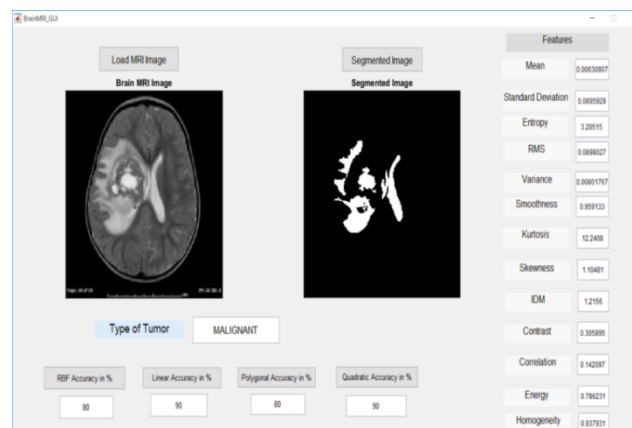 BrainMRI_GUI
Load MRI Image
Segmented Image
Brain MRI Image
Segmented Image
Type of Tumor
MALIGNANT
RBF Accuracy in %
80
Linear Accuracy in %
90
Polygonal Accuracy in %
80
Quadratic Accuracy in %
90
Features
Mean
0.00630907
Standard Deviation
0.0895928
Entropy
3.20515
RMS
0.0898027
Variance
0.00801767
Smoothness
0.959133
Kurtosis
12.2408
Skewness
1.10481
IDM
1.2156
Contrast
0.305895
Correlation
0.142097
Energy
0.786231
Homogeneity
0.937931